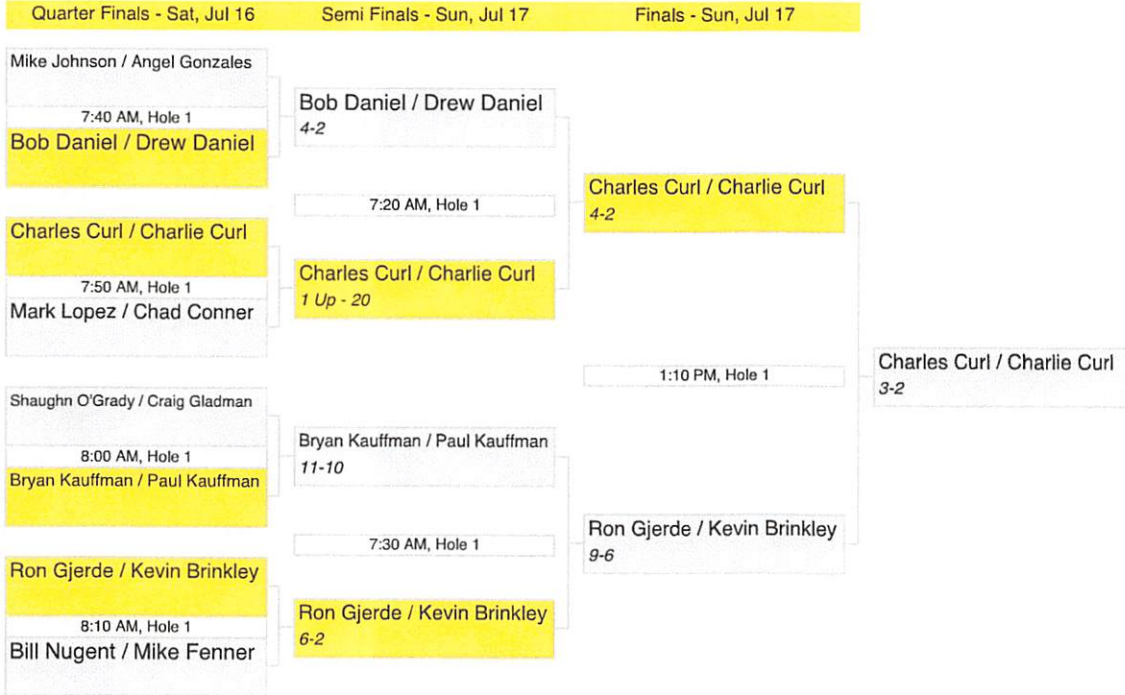 Quarter Finals - Sat, Jul 16
Semi Finals - Sun, Jul 17
Finals - Sun, Jul 17
Mike Johnson / Angel Gonzales
7:40 AM, Hole 1
Bob Daniel / Drew Daniel
Charles Curl / Charlie Curl
7:50 AM, Hole 1
Mark Lopez / Chad Conner
Shaughn O'Grady / Craig Gladman
8:00 AM, Hole 1
Bryan Kauffman / Paul Kauffman
Ron Gjerde / Kevin Brinkley
8:10 AM, Hole 1
Bill Nugent / Mike Fenner
Bob Daniel / Drew Daniel
4-2
7:20 AM, Hole 1
Charles Curl / Charlie Curl
1 Up - 20
Bryan Kauffman / Paul Kauffman
11-10
7:30 AM, Hole 1
Ron Gjerde / Kevin Brinkley
6-2
Charles Curl / Charlie Curl
4-2
1:10 PM, Hole 1
Ron Gjerde / Kevin Brinkley
9-6
Charles Curl / Charlie Curl
3-2